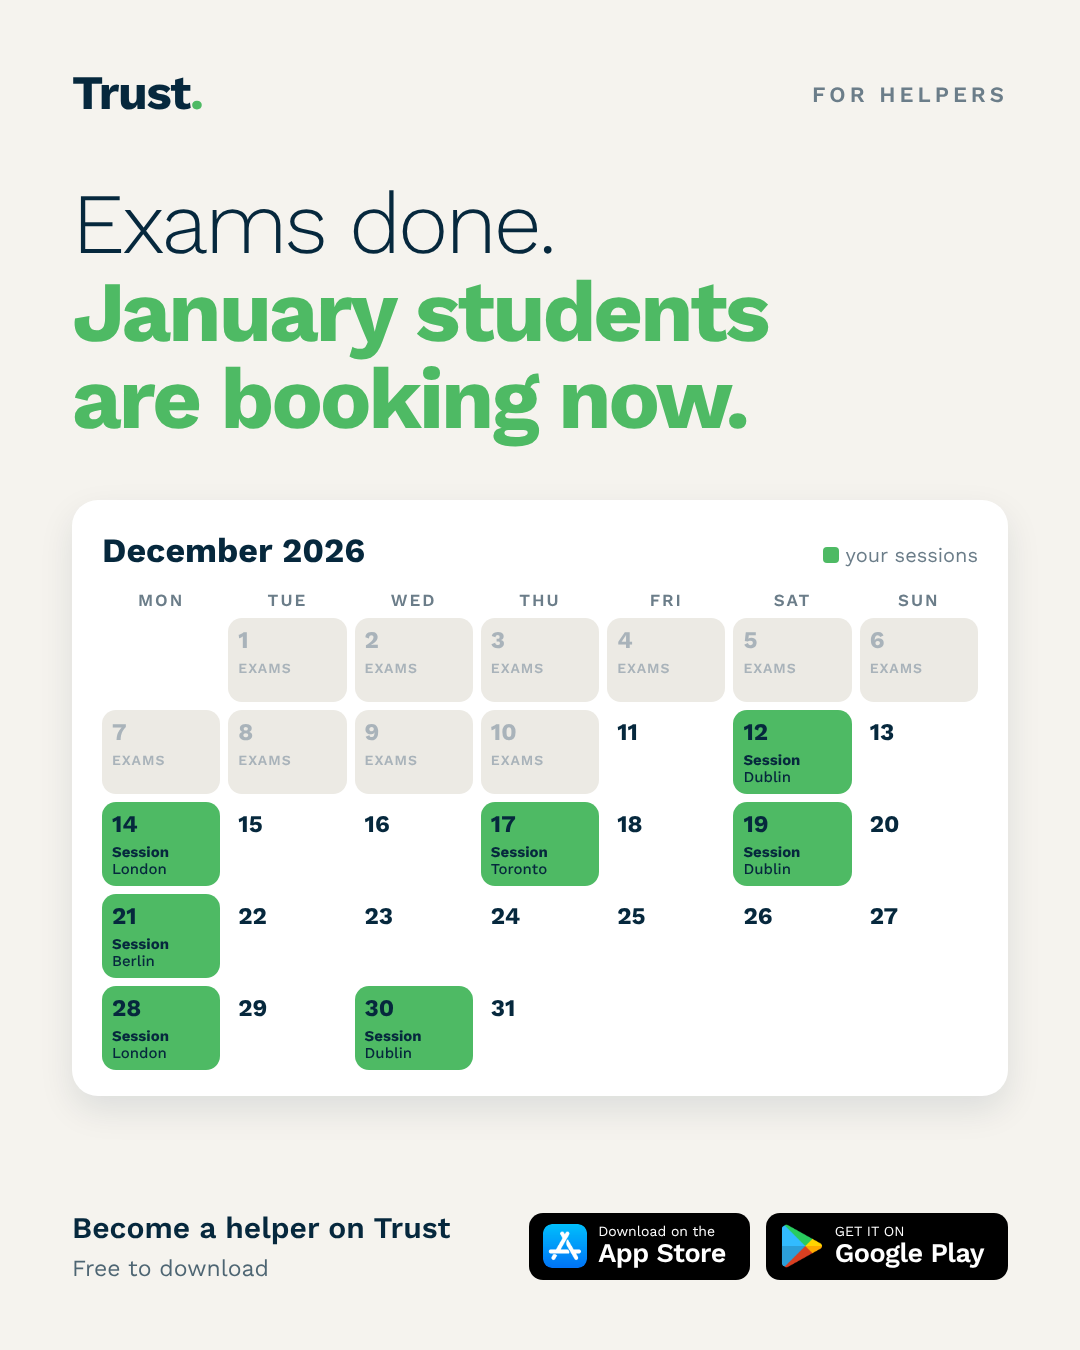 Trust.
FOR HELPERS
Exams done.
January students
are booking now.
December 2026
your sessions
MON TUE WED THU FRI SAT SUN
1 2 3 4 5 6
EXAMS EXAMS EXAMS EXAMS EXAMS EXAMS
7 8 9 10 11 12 13
EXAMS EXAMS EXAMS EXAMS Session
Dublin
14 15 16 17 18 19 20
Session Session Session
London Toronto Dublin
21 22 23 24 25 26 27
Session
Berlin
28 29 30 31
Session Session
London Dublin
Become a helper on Trust
Free to download
Download on the
App Store
GET IT ON
Google Play